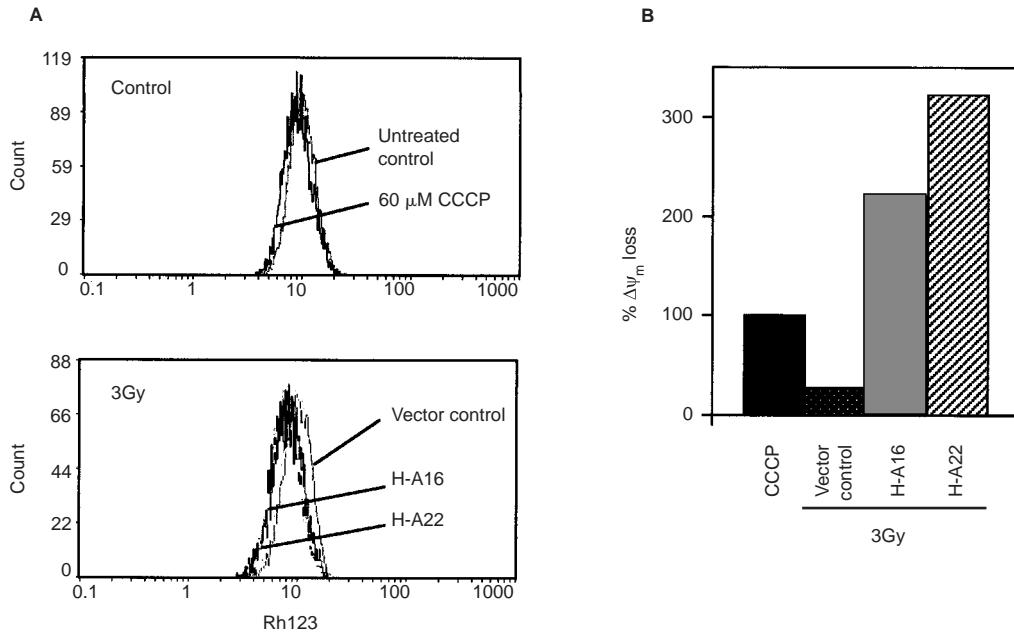 A
119
89
59
29
0
Count
Control
Untreated
control
60 μM CCCP
0.1
1
10
100
1000
88
66
44
22
0
Count
3Gy
Vector control
H-A16
H-A22
0.1
1
10
100
1000
Rh123
B
% Δψm loss
300
200
100
0
CCCP
Vector
control
H-A16
H-A22
3Gy